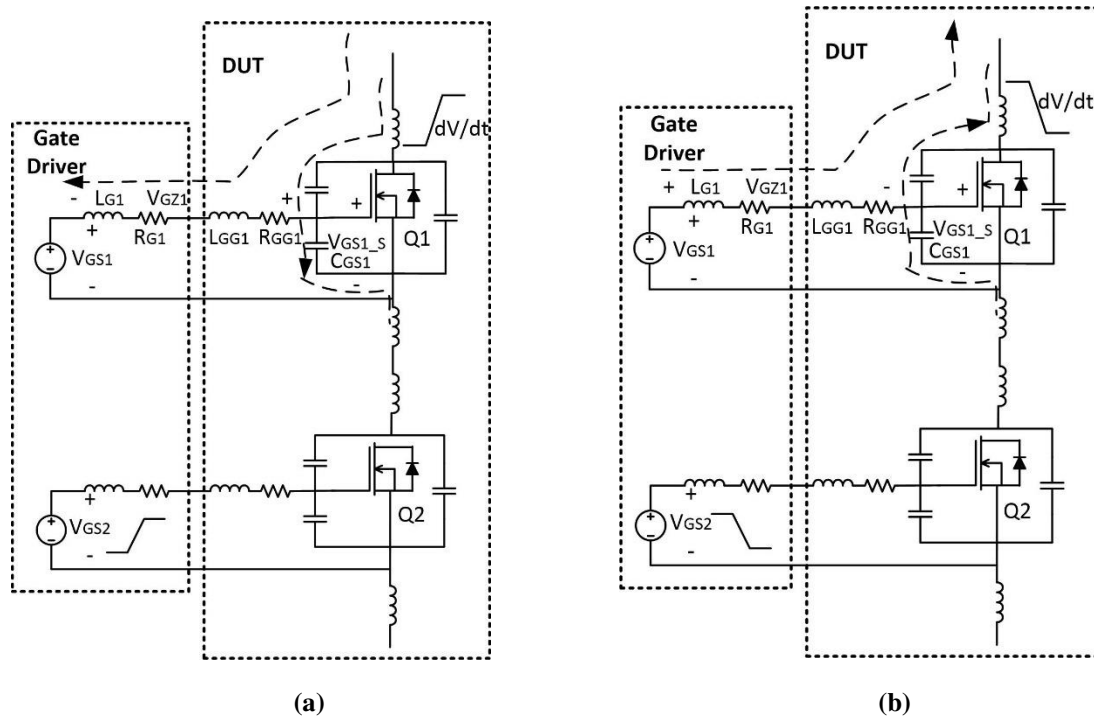 DUT
dV/dt
Gate
Driver
- LG1 VGZ1 +
+ RG1 LGG1 RGG1 +
VGS1
VGS1_S
CGS1
Q1
-
-
+
VGS2
-
Q2
(a)
DUT
dV/dt
Gate
Driver
+ LG1 VGZ1 -
+ RG1 LGG1 RGG1 +
VGS1
VGS1_S
CGS1
Q1
-
-
+
VGS2
-
Q2
(b)